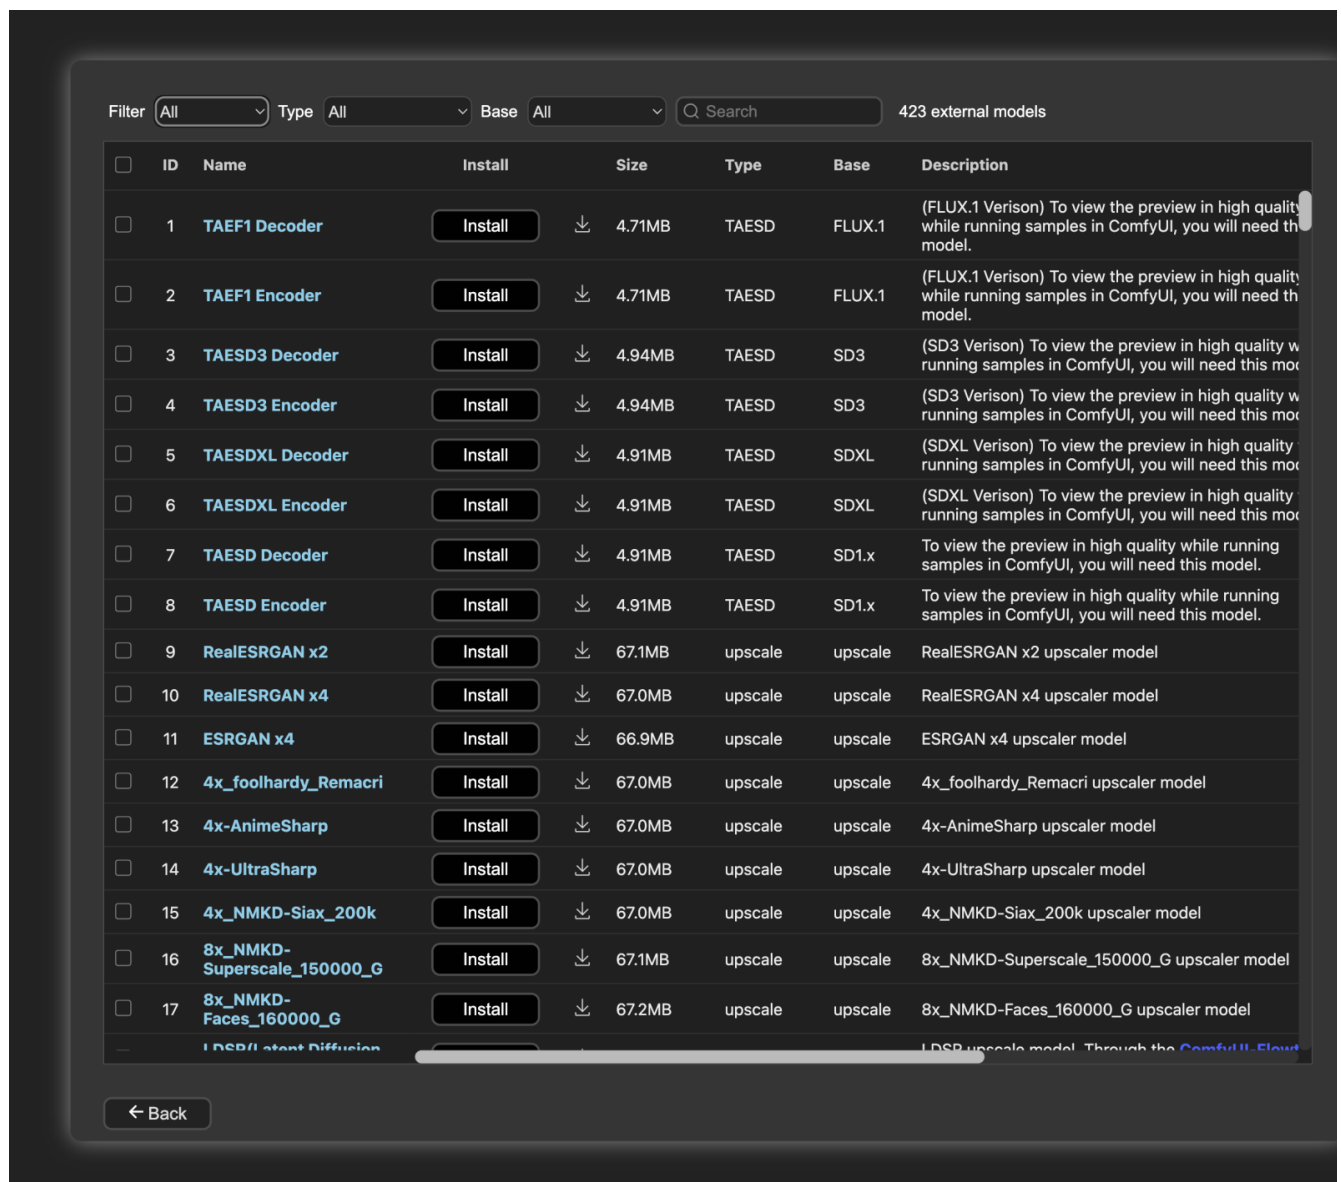 Filter All Type All Base All Search 423 external models
ID Name Install Size Type Base Description
1 TAEF1 Decoder Install 4.71MB TAESD FLUX.1 (FLUX.1 Verison) To view the preview in high quality
while running samples in ComfyUI, you will need th
model.
2 TAEF1 Encoder Install 4.71MB TAESD FLUX.1 (FLUX.1 Verison) To view the preview in high quality
while running samples in ComfyUI, you will need th
model.
3 TAESD3 Decoder Install 4.94MB TAESD SD3 (SD3 Verison) To view the preview in high quality w
running samples in ComfyUI, you will need this mod
4 TAESD3 Encoder Install 4.94MB TAESD SD3 (SD3 Verison) To view the preview in high quality w
running samples in ComfyUI, you will need this mod
5 TAESDXL Decoder Install 4.91MB TAESD SDXL (SDXL Verison) To view the preview in high quality
running samples in ComfyUI, you will need this mod
6 TAESDXL Encoder Install 4.91MB TAESD SDXL (SDXL Verison) To view the preview in high quality
running samples in ComfyUI, you will need this mod
7 TAESD Decoder Install 4.91MB TAESD SD1.x To view the preview in high quality while running
samples in ComfyUI, you will need this model.
8 TAESD Encoder Install 4.91MB TAESD SD1.x To view the preview in high quality while running
samples in ComfyUI, you will need this model.
9 RealESRGAN x2 Install 67.1MB upscale upscale RealESRGAN x2 upscaler model
10 RealESRGAN x4 Install 67.0MB upscale upscale RealESRGAN x4 upscaler model
11 ESRGAN x4 Install 66.9MB upscale upscale ESRGAN x4 upscaler model
12 4x_foolhardy_Remacri Install 67.0MB upscale upscale 4x_foolhardy_Remacri upscaler model
13 4x-AnimeSharp Install 67.0MB upscale upscale 4x-AnimeSharp upscaler model
14 4x-UltraSharp Install 67.0MB upscale upscale 4x-UltraSharp upscaler model
15 4x_NMKD-Siax_200k Install 67.0MB upscale upscale 4x_NMKD-Siax_200k upscaler model
16 8x_NMKD-
Superscale_150000_G Install 67.1MB upscale upscale 8x_NMKD-Superscale_150000_G upscaler model
17 8x_NMKD-
Faces_160000_G Install 67.2MB upscale upscale 8x_NMKD-Faces_160000_G upscaler model
LDSR(Latent Diffusion LDSR upscale model. Through the ComfyUI-Flowt
Back